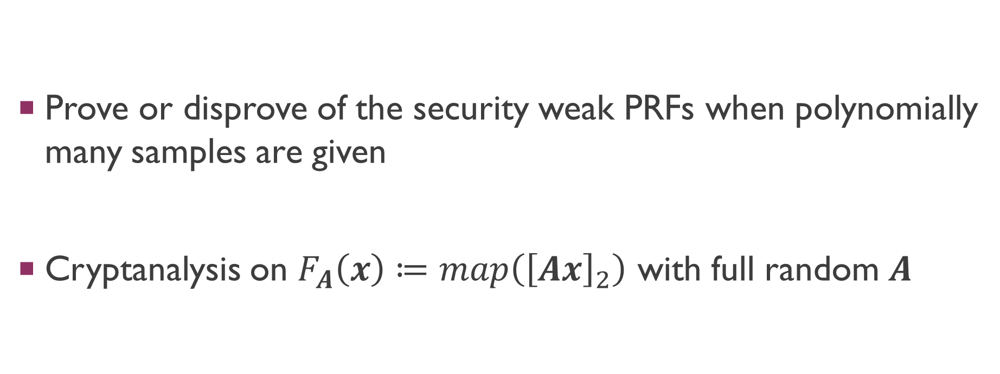 ▪ Prove or disprove of the security weak PRFs when polynomially
many samples are given
▪ Cryptanalysis on $F_{\boldsymbol{A}}(\boldsymbol{x}) := map([\boldsymbol{A}\boldsymbol{x}]_2)$ with full random $\boldsymbol{A}$